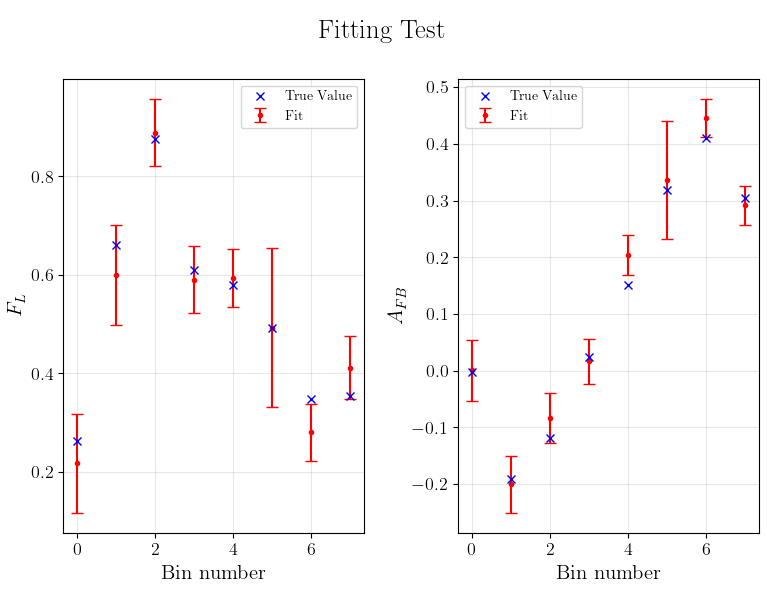 Fitting Test
True Value
Fit
0.8
0.6
0.4
0.2
F_L
0 2 4 6
Bin number
True Value
Fit
0.5
0.4
0.3
0.2
0.1
0.0
−0.1
−0.2
A_{FB}
0 2 4 6
Bin number